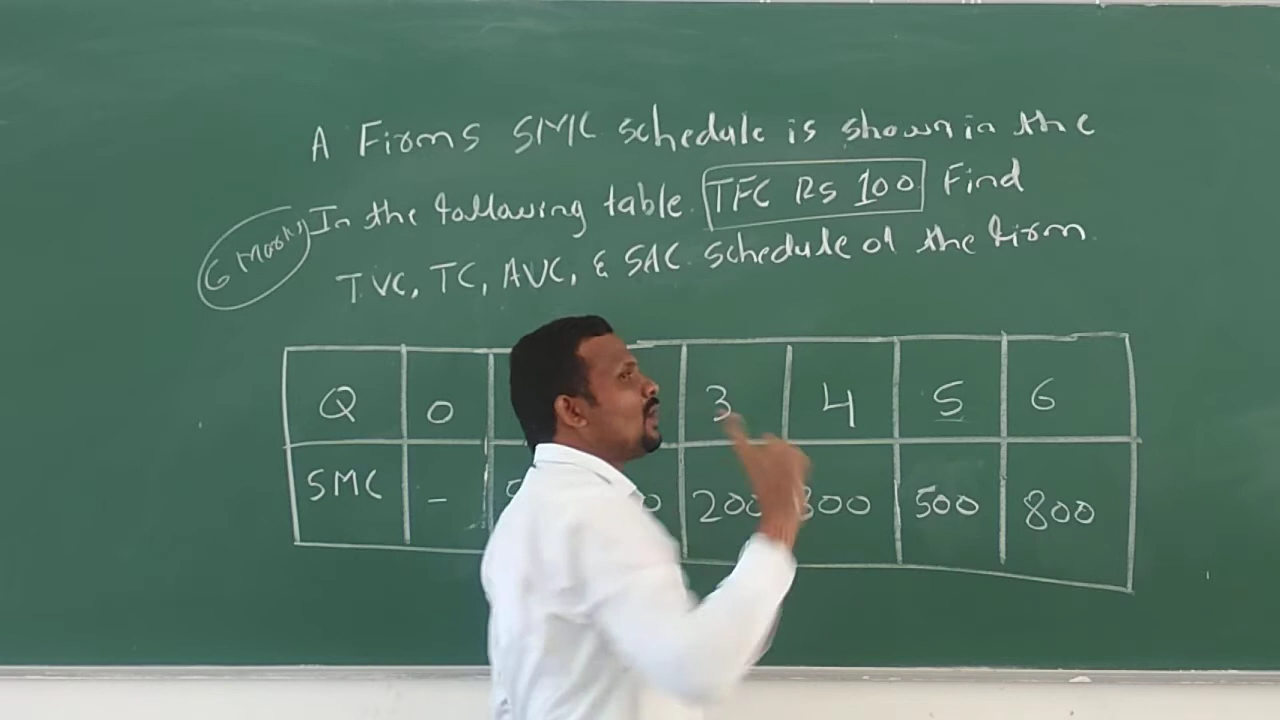 A Firms SMC schedule is shown in the
In the following table. TFC RS 100 Find
6 Marks
TVC, TC, AVC, & SAC schedule of the firm.
Q 0 3 4 5 6
SMC - 200 300 500 800